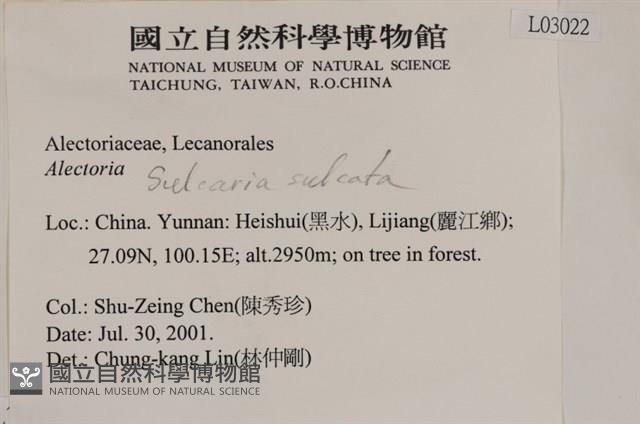 L03022
國立自然科學博物館
NATIONAL MUSEUM OF NATURAL SCIENCE
TAICHUNG, TAIWAN, R.O.CHINA
Alectoriaceae, Lecanorales
Alectoria Sulcaria sulcata
Loc.: China. Yunnan: Heishui(黑水), Lijiang(麗江鄉);
27.09N, 100.15E; alt.2950m; on tree in forest.
Col.: Shu-Zeing Chen(陳秀珍)
Date: Jul. 30, 2001.
Det.: Chung-kang Lin(林仲剛)
國立自然科學博物館
NATIONAL MUSEUM OF NATURAL SCIENCE